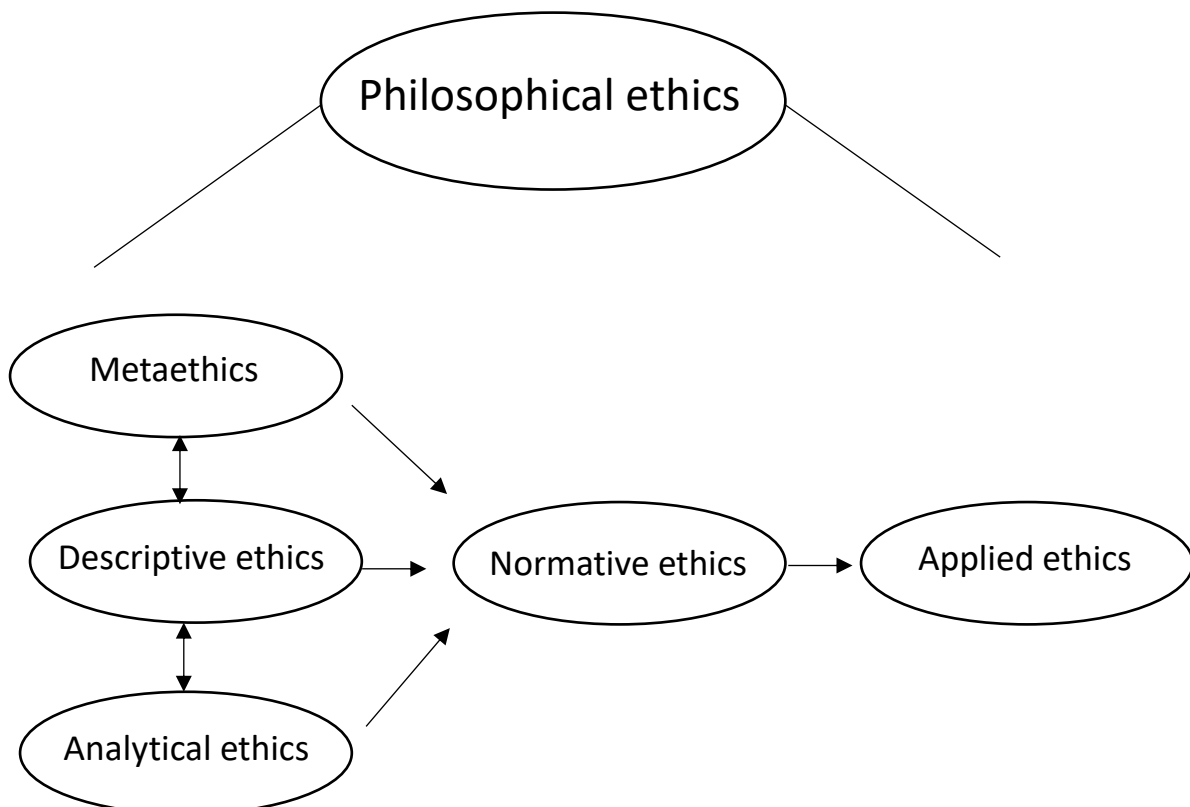 Philosophical ethics
Metaethics
Descriptive ethics
Normative ethics
Applied ethics
Analytical ethics